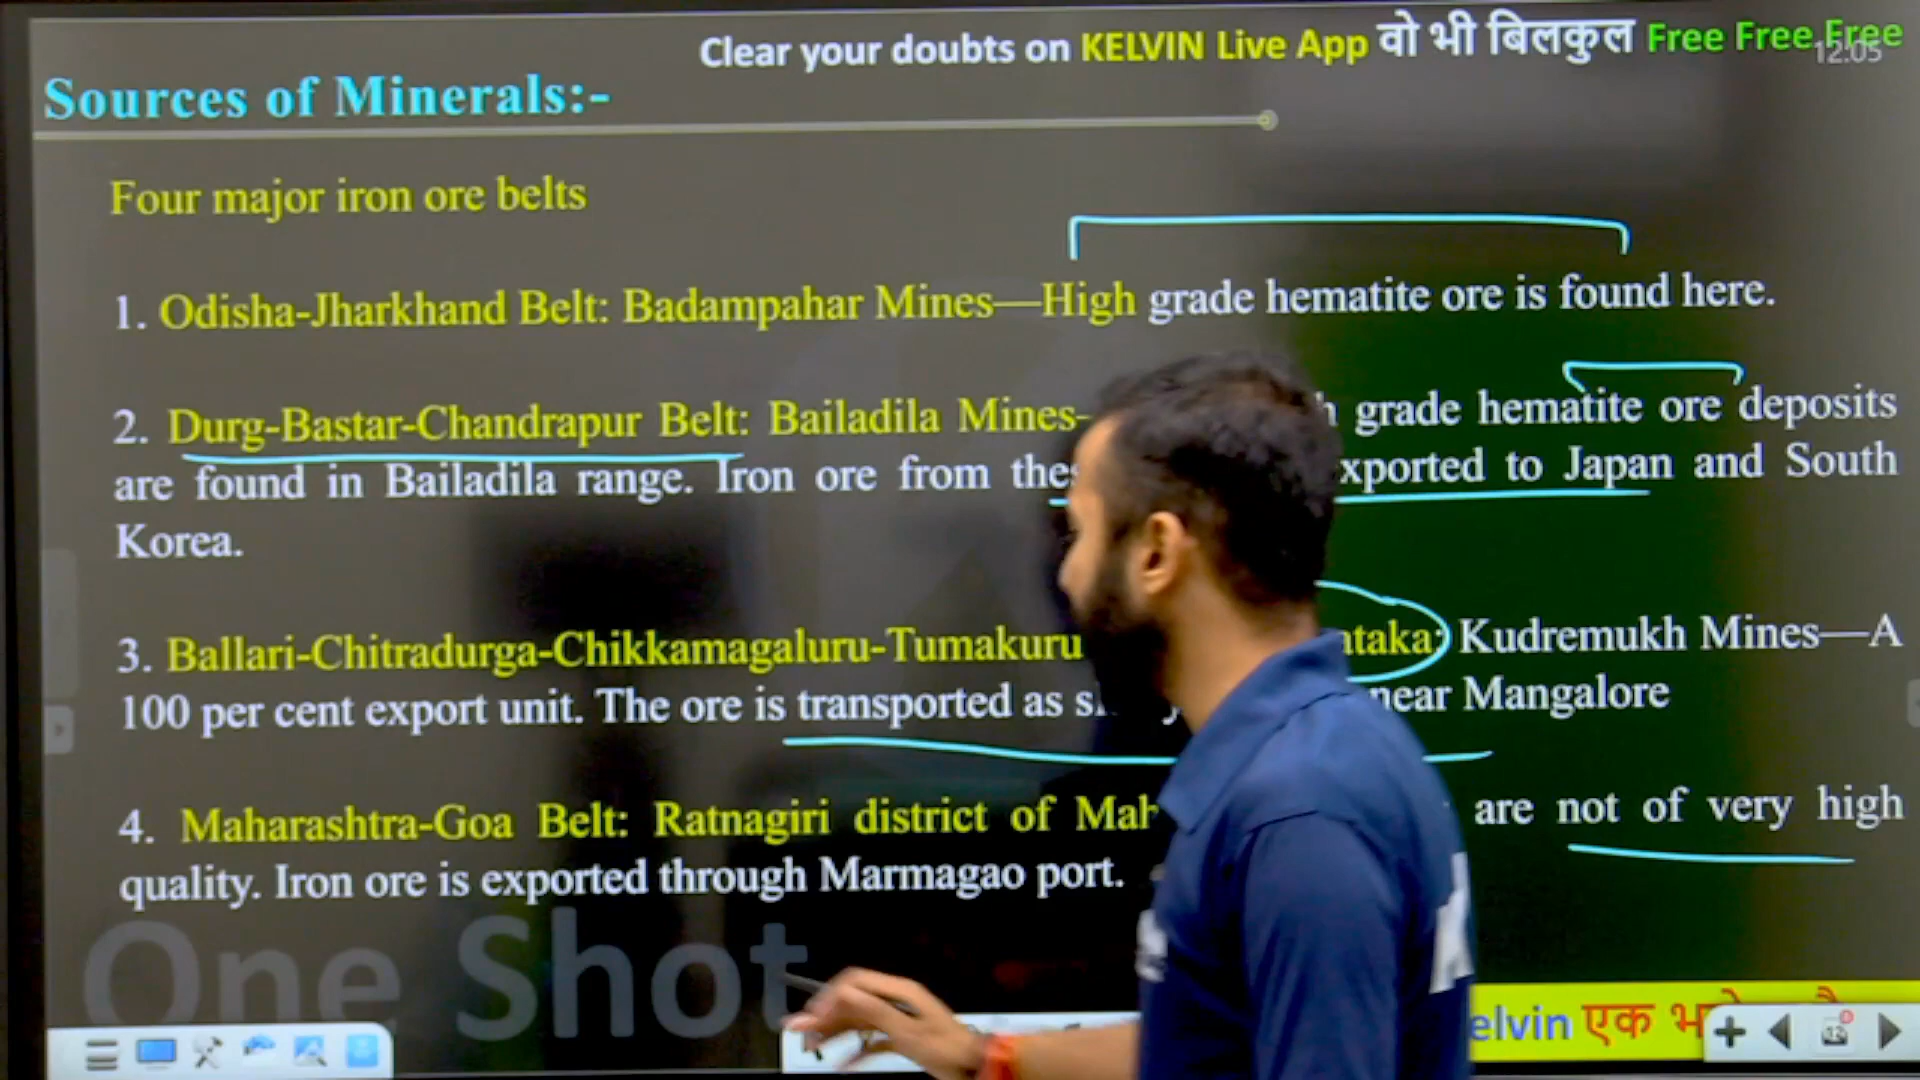 Clear your doubts on KELVIN Live App वो भी बिलकुल Free Free Free
12:05
Sources of Minerals:-
Four major iron ore belts
1. Odisha-Jharkhand Belt: Badampahar Mines—High grade hematite ore is found here.
2. Durg-Bastar-Chandrapur Belt: Bailadila Mines- grade hematite ore deposits
are found in Bailadila range. Iron ore from xported to Japan and South
Korea.
3. Ballari-Chitradurga-Chikkamagaluru-Tumakuru ataka: Kudremukh Mines—A
100 per cent export unit. The ore is transported as near Mangalore
4. Maharashtra-Goa Belt: Ratnagiri district of Mah are not of very high
quality. Iron ore is exported through Marmagao port.
One Shot
elvin एक